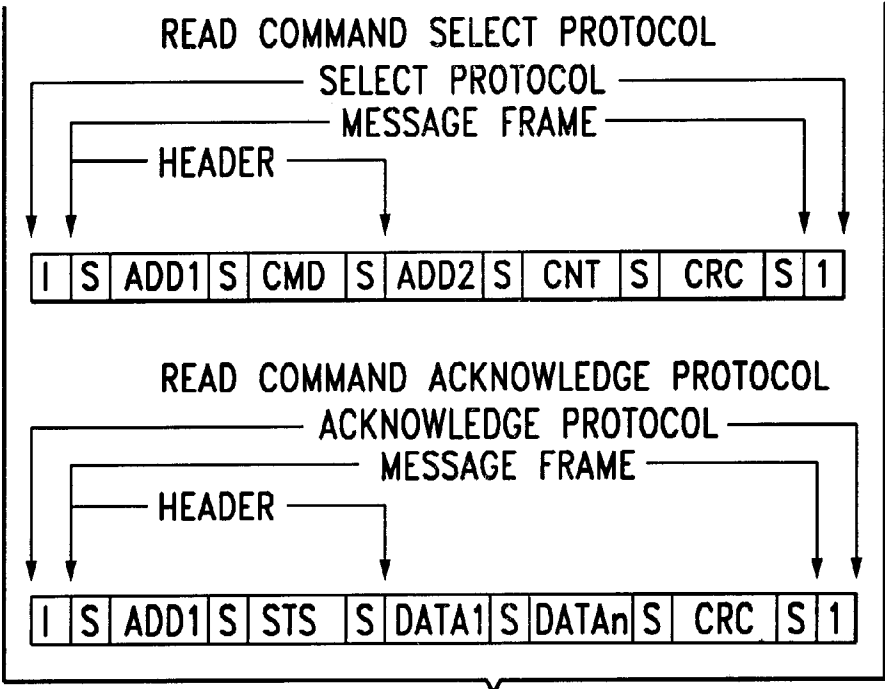 READ COMMAND SELECT PROTOCOL
SELECT PROTOCOL
MESSAGE FRAME
HEADER
I S ADD1 S CMD S ADD2 S CNT S CRC S 1
READ COMMAND ACKNOWLEDGE PROTOCOL
ACKNOWLEDGE PROTOCOL
MESSAGE FRAME
HEADER
I S ADD1 S STS S DATA1 S DATAn S CRC S 1